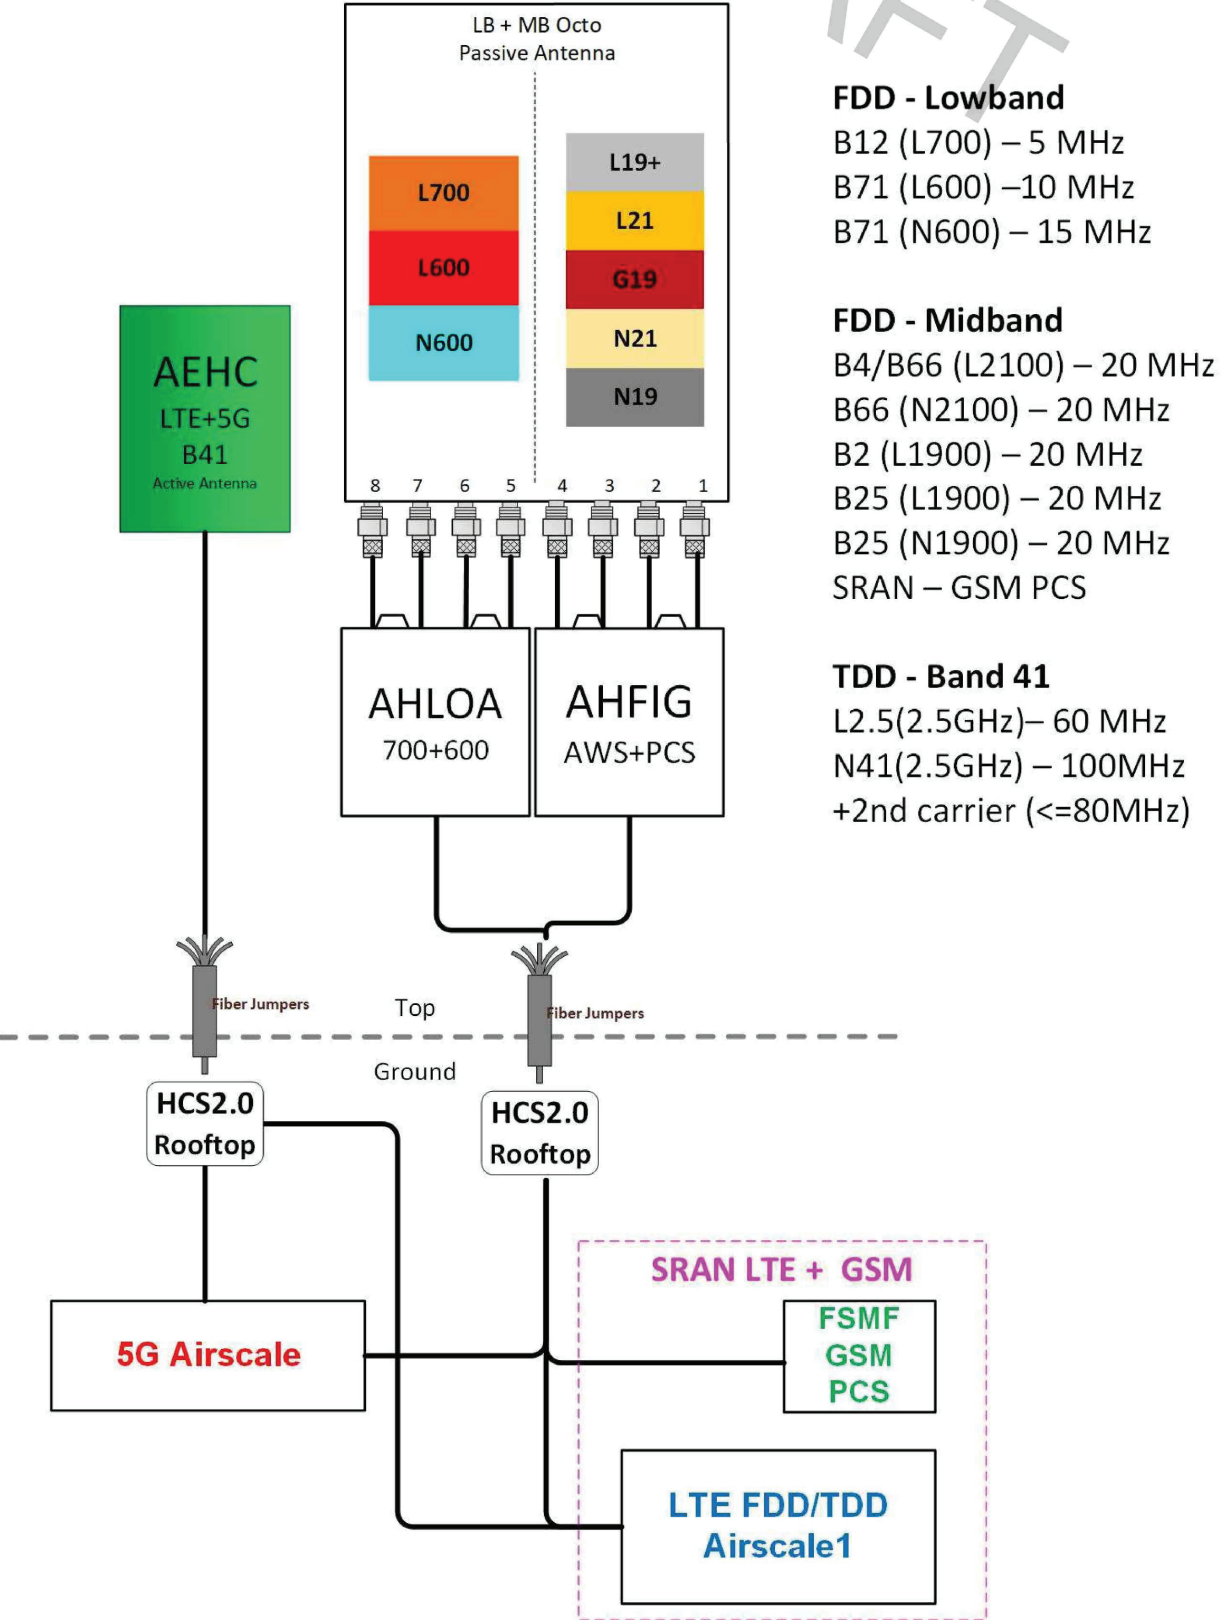 LB + MB Octo
Passive Antenna
L700
L600
N600
L19+
L21
G19
N21
N19
8 7 6 5 4 3 2 1
AEHC
LTE+5G
B41
Active Antenna
AHLOA
700+600
AHFIG
AWS+PCS
FDD - Lowband
B12 (L700) – 5 MHz
B71 (L600) –10 MHz
B71 (N600) – 15 MHz
FDD - Midband
B4/B66 (L2100) – 20 MHz
B66 (N2100) – 20 MHz
B2 (L1900) – 20 MHz
B25 (L1900) – 20 MHz
B25 (N1900) – 20 MHz
SRAN – GSM PCS
TDD - Band 41
L2.5(2.5GHz)– 60 MHz
N41(2.5GHz) – 100MHz
+2nd carrier (<=80MHz)
Fiber Jumpers
Top
Fiber Jumpers
Ground
HCS2.0
Rooftop
HCS2.0
Rooftop
5G Airscale
SRAN LTE + GSM
FSMF
GSM
PCS
LTE FDD/TDD
Airscale1